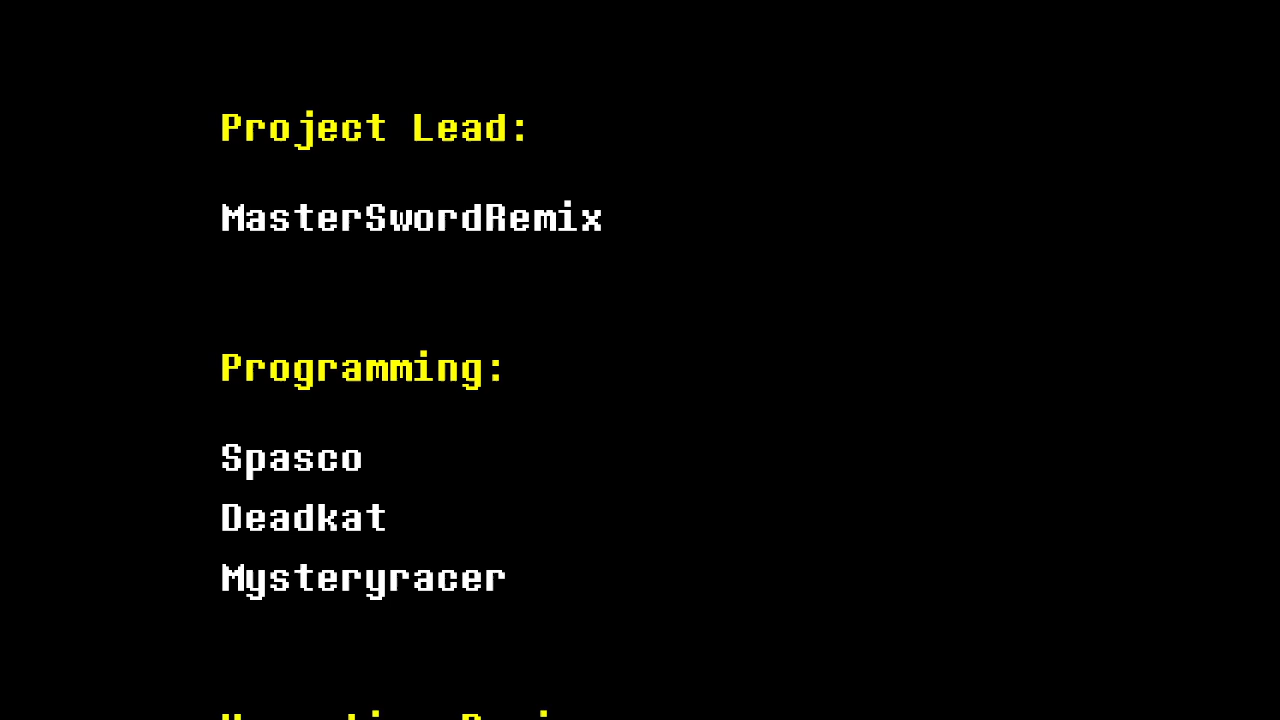 Project Lead:
MasterSwordRemix
Programming:
Spasco
Deadkat
Mysteryracer